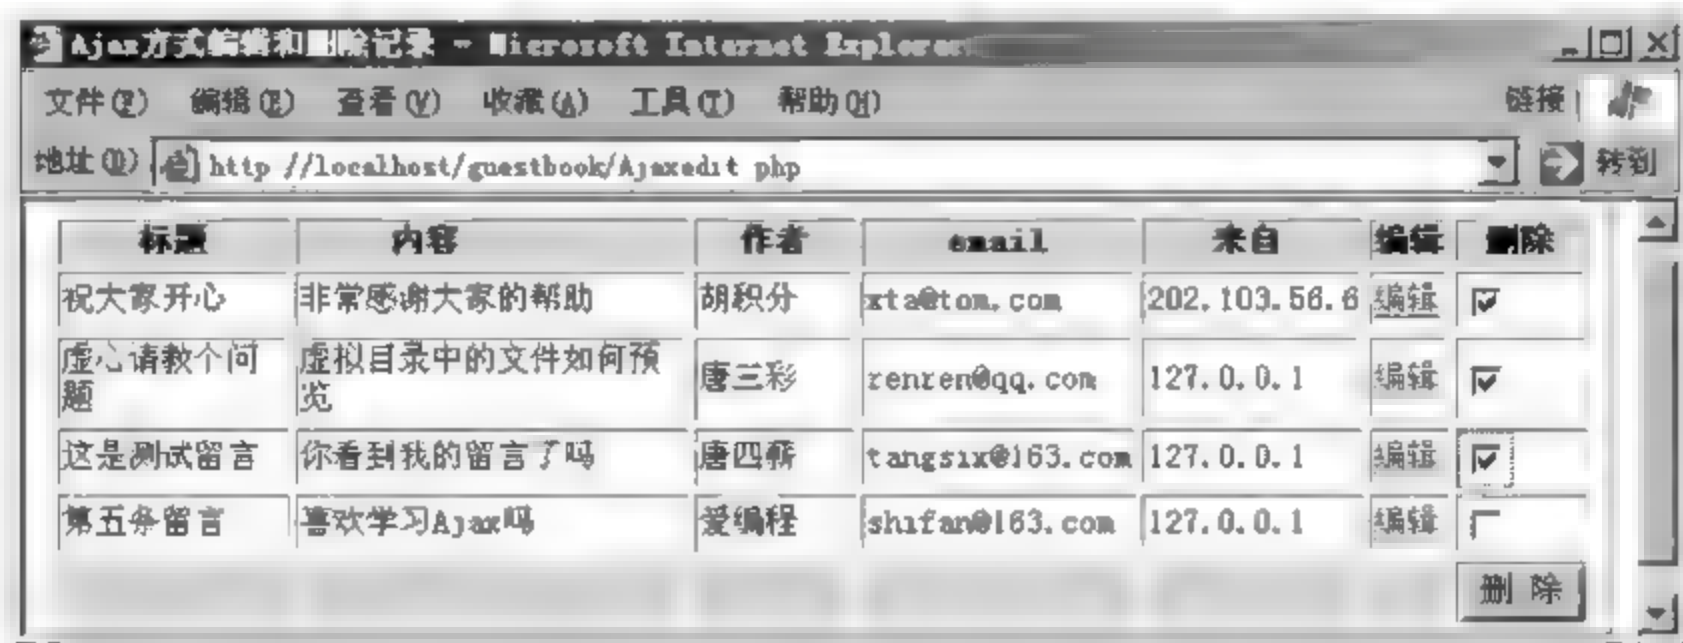 Ajax方式编辑和删除记录 - Microsoft Internet Explorer
文件(F) 编辑(E) 查看(V) 收藏(A) 工具(T) 帮助(H) 链接
地址(D) http //localhost/guestbook/Ajaxedit php 转到
标题 内容 作者 email 来自 编辑 删除
祝大家开心 非常感谢大家的帮助 胡积分 xta@tom.com 202.103.56.6 编辑
虚心请教个问 虚拟目录中的文件如何预 唐三彩 renren@qq.com 127.0.0.1 编辑
题 览
这是测试留言 你看到我的留言了吗 唐四 tangsix@163.com 127.0.0.1 编辑
第五条留言 喜欢学习Ajax吗 爱编程 shifan@163.com 127.0.0.1 编辑
删 除